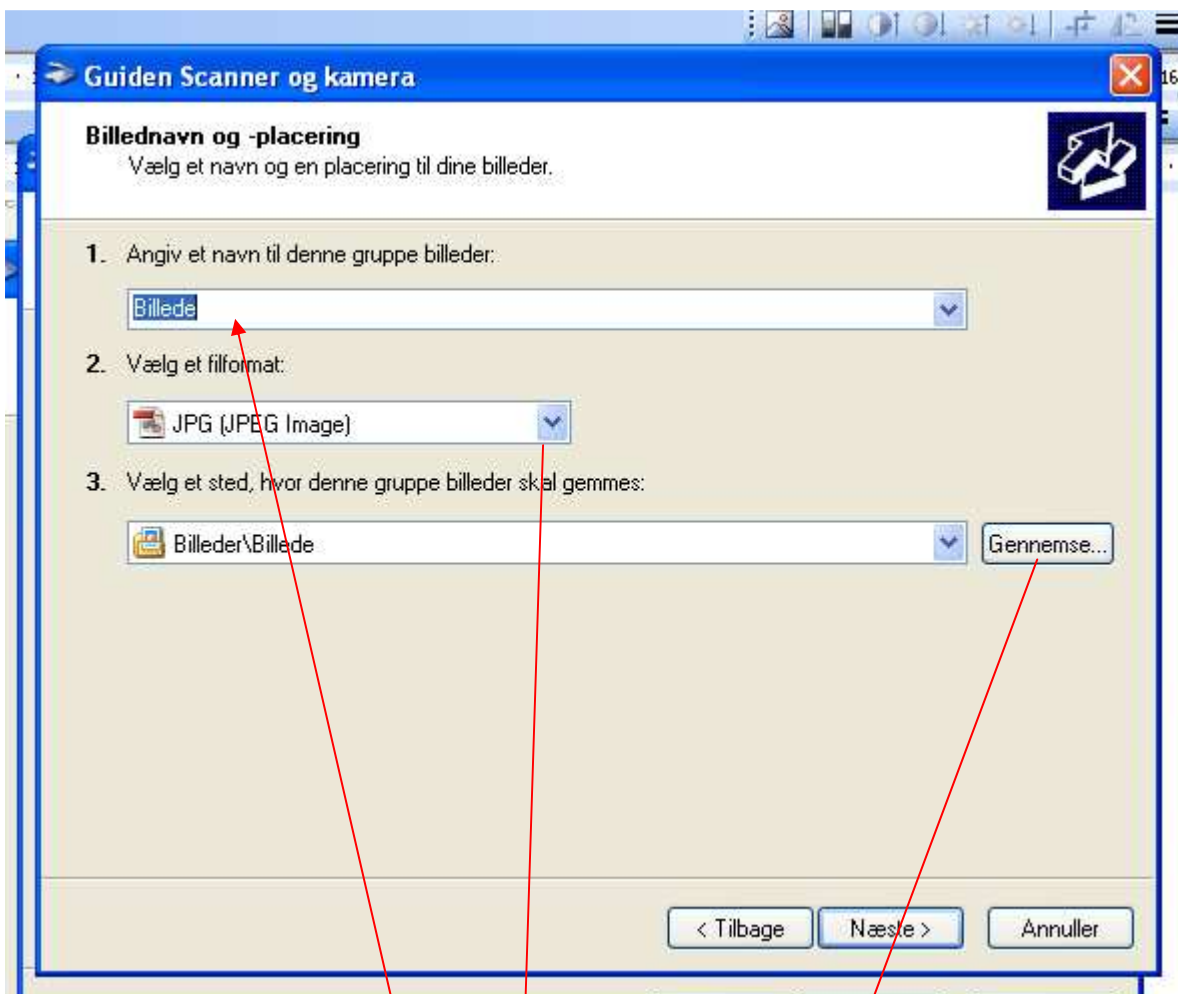 16
Guiden Scanner og kamera
Billednavn og -placering
Vælg et navn og en placering til dine billeder.
1. Angiv et navn til denne gruppe billeder:
Billede
2. Vælg et filformat:
JPG (JPEG Image)
3. Vælg et sted, hvor denne gruppe billeder skal gemmes:
Billeder\Billede
Gennemse...
< Tilbage
Næste >
Annuller